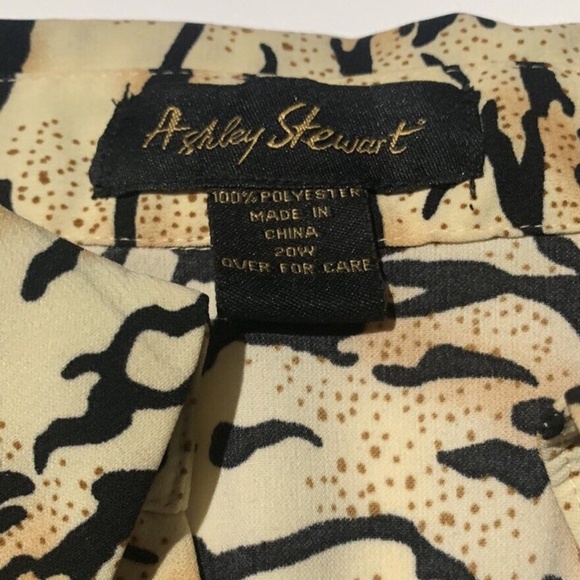 Ashley Stewart
100% POLYESTER
MADE IN
CHINA
20W
OVER FOR CARE